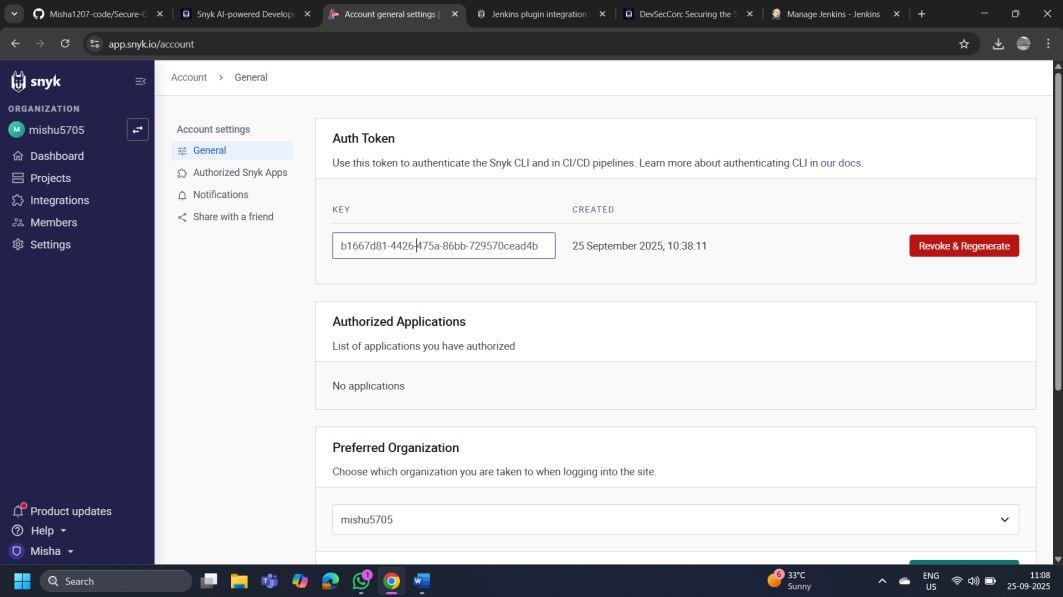 Misha1207-code/Secure-C
Snyk AI-powered Develope
Account general settings |
Jenkins plugin integration
DevSecCon: Securing the S
Manage Jenkins - Jenkins
app.snyk.io/account
snyk
Account > General
ORGANIZATION
M mishu5705
Dashboard
Projects
Integrations
Members
Settings
Product updates
Help
Misha
Account settings
General
Authorized Snyk Apps
Notifications
Share with a friend
Auth Token
Use this token to authenticate the Snyk CLI and in CI/CD pipelines. Learn more about authenticating CLI in our docs.
KEY CREATED
b1667d81-4426-475a-86bb-729570cead4b 25 September 2025, 10:38:11 Revoke & Regenerate
Authorized Applications
List of applications you have authorized
No applications
Preferred Organization
Choose which organization you are taken to when logging into the site.
mishu5705
Search
1
6
33°C
Sunny
ENG
US
11:08
25-09-2025